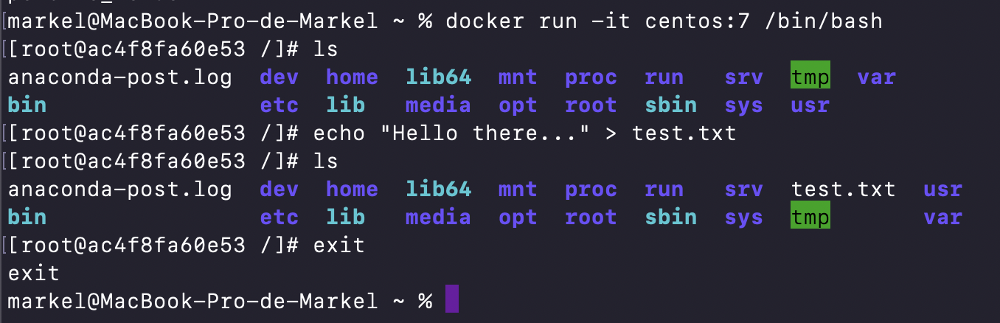 markel@MacBook-Pro-de-Markel ~ % docker run -it centos:7 /bin/bash
[root@ac4f8fa60e53 /]# ls
anaconda-post.log  dev  home  lib64  mnt  proc  run  srv  tmp  var
bin  etc  lib  media  opt  root  sbin  sys  usr
[root@ac4f8fa60e53 /]# echo "Hello there..." > test.txt
[root@ac4f8fa60e53 /]# ls
anaconda-post.log  dev  home  lib64  mnt  proc  run  srv  test.txt  usr
bin  etc  lib  media  opt  root  sbin  sys  tmp  var
[root@ac4f8fa60e53 /]# exit
exit
markel@MacBook-Pro-de-Markel ~ %